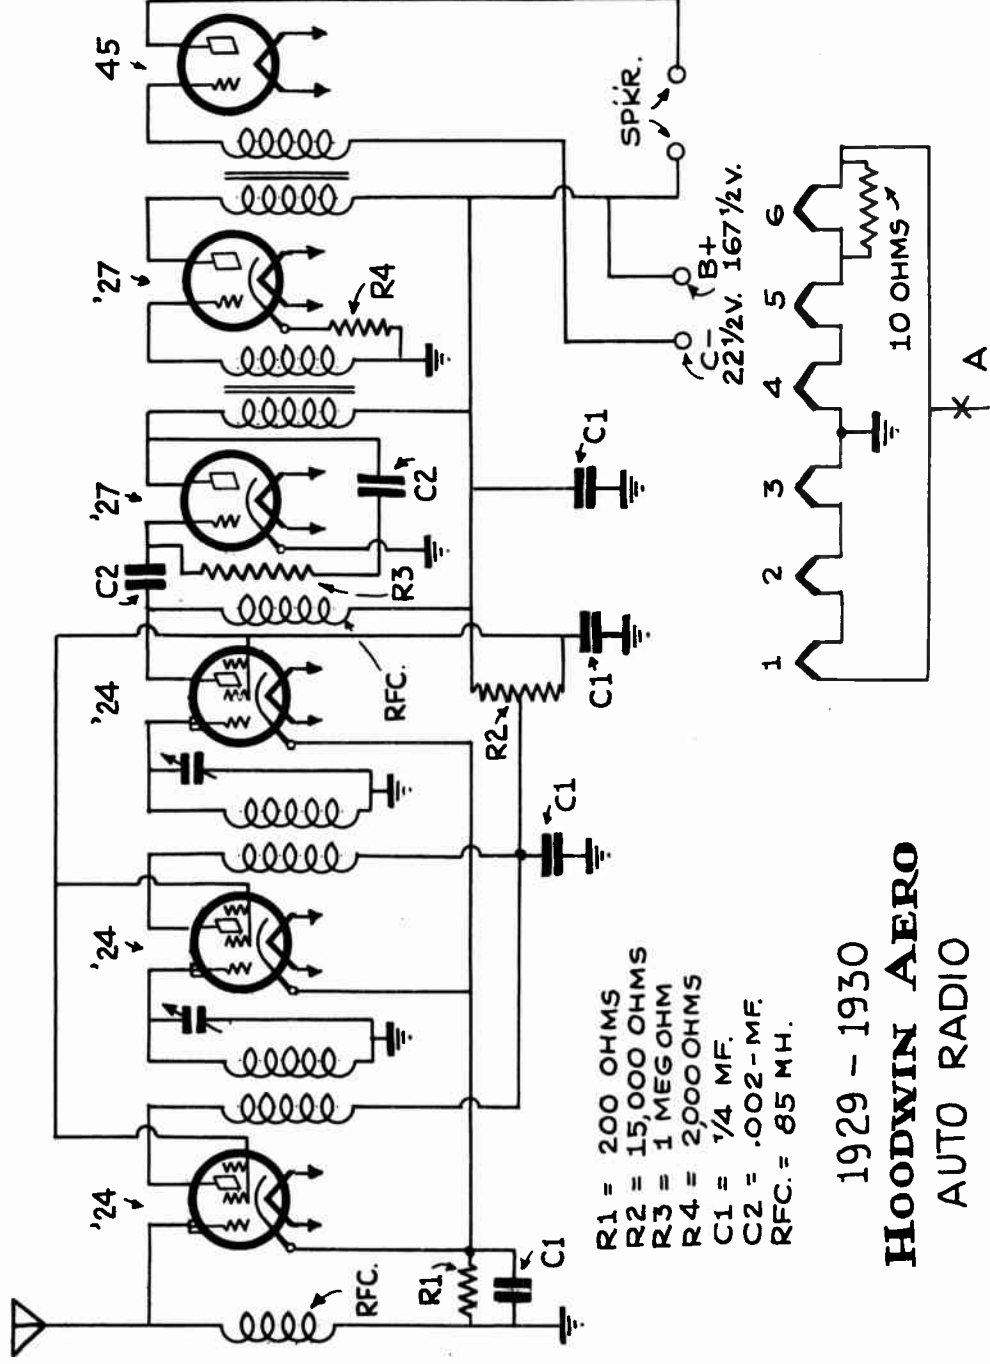 '24
'24
'24
'27
'27
45
C2
RFC.
R1
C1
RFC.
R3
C2
R4
R2
C1
C1
C1
SPK'R.
C-
22½V.
B+
167½V.
1
2
3
4
5
6
10 OHMS
A
R1 = 200 OHMS
R2 = 15,000 OHMS
R3 = 1 MEG OHM
R4 = 2,000 OHMS
C1 = ¼ MF.
C2 = .002-MF.
RFC. = 85 MH.
1929 - 1930
HOODWIN AERO
AUTO RADIO